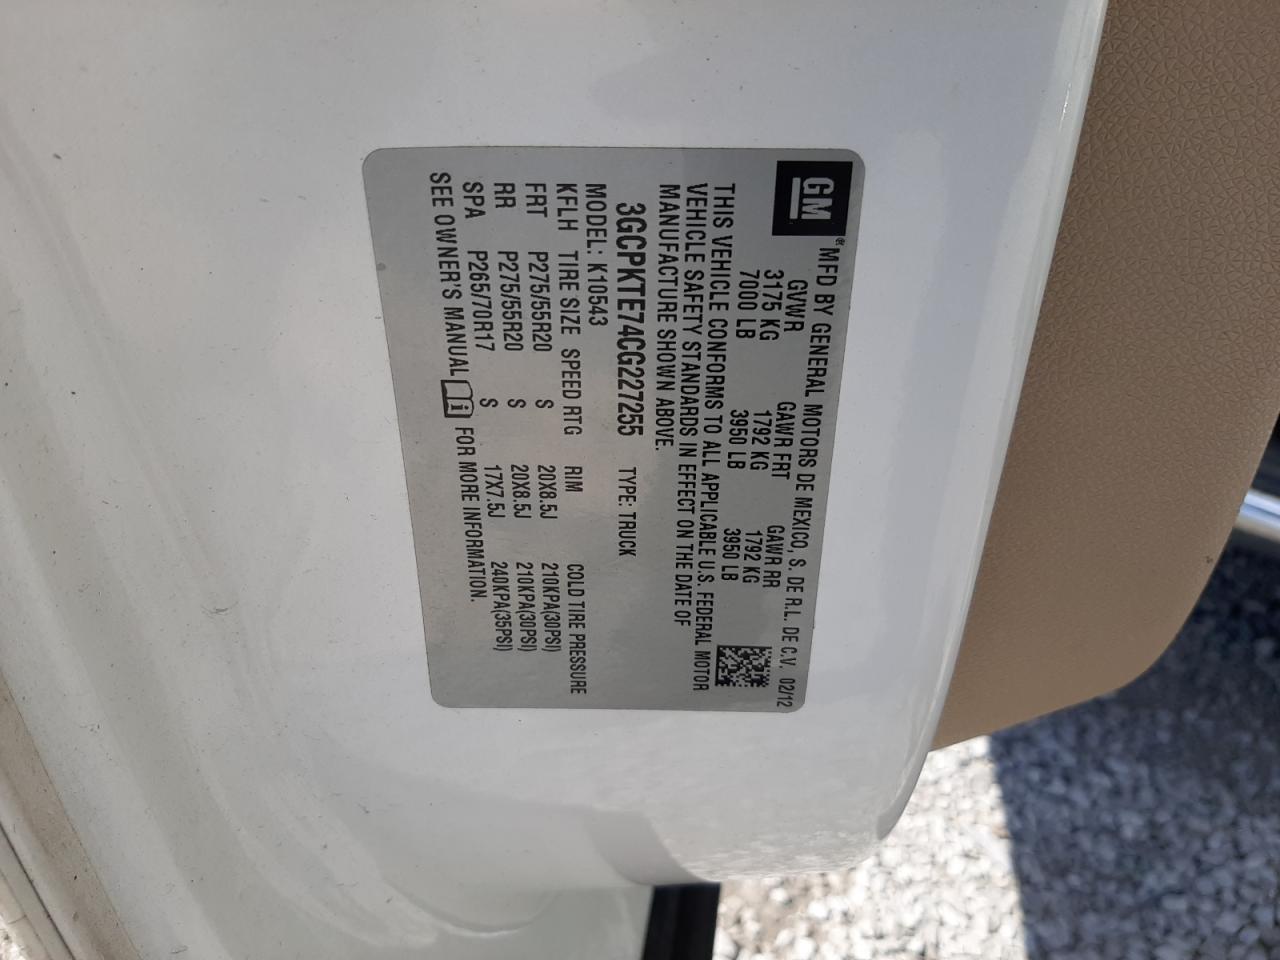 GM
® MFD BY GENERAL MOTORS DE MEXICO, S. DE R.L. DE C.V. 02/12
GVWR GAWR FRT GAWR RR
3175 KG 1792 KG 1792 KG
7000 LB 3950 LB 3950 LB
THIS VEHICLE CONFORMS TO ALL APPLICABLE U.S. FEDERAL MOTOR
VEHICLE SAFETY STANDARDS IN EFFECT ON THE DATE OF
MANUFACTURE SHOWN ABOVE.
3GCPKTE74CG227255 TYPE: TRUCK
MODEL: K10543
KFLH TIRE SIZE SPEED RTG RIM COLD TIRE PRESSURE
FRT P275/55R20 S 20X8.5J 210KPA(30PSI)
RR P275/55R20 S 20X8.5J 210KPA(30PSI)
SPA P265/70R17 S 17X7.5J 240KPA(35PSI)
SEE OWNER'S MANUAL i FOR MORE INFORMATION.